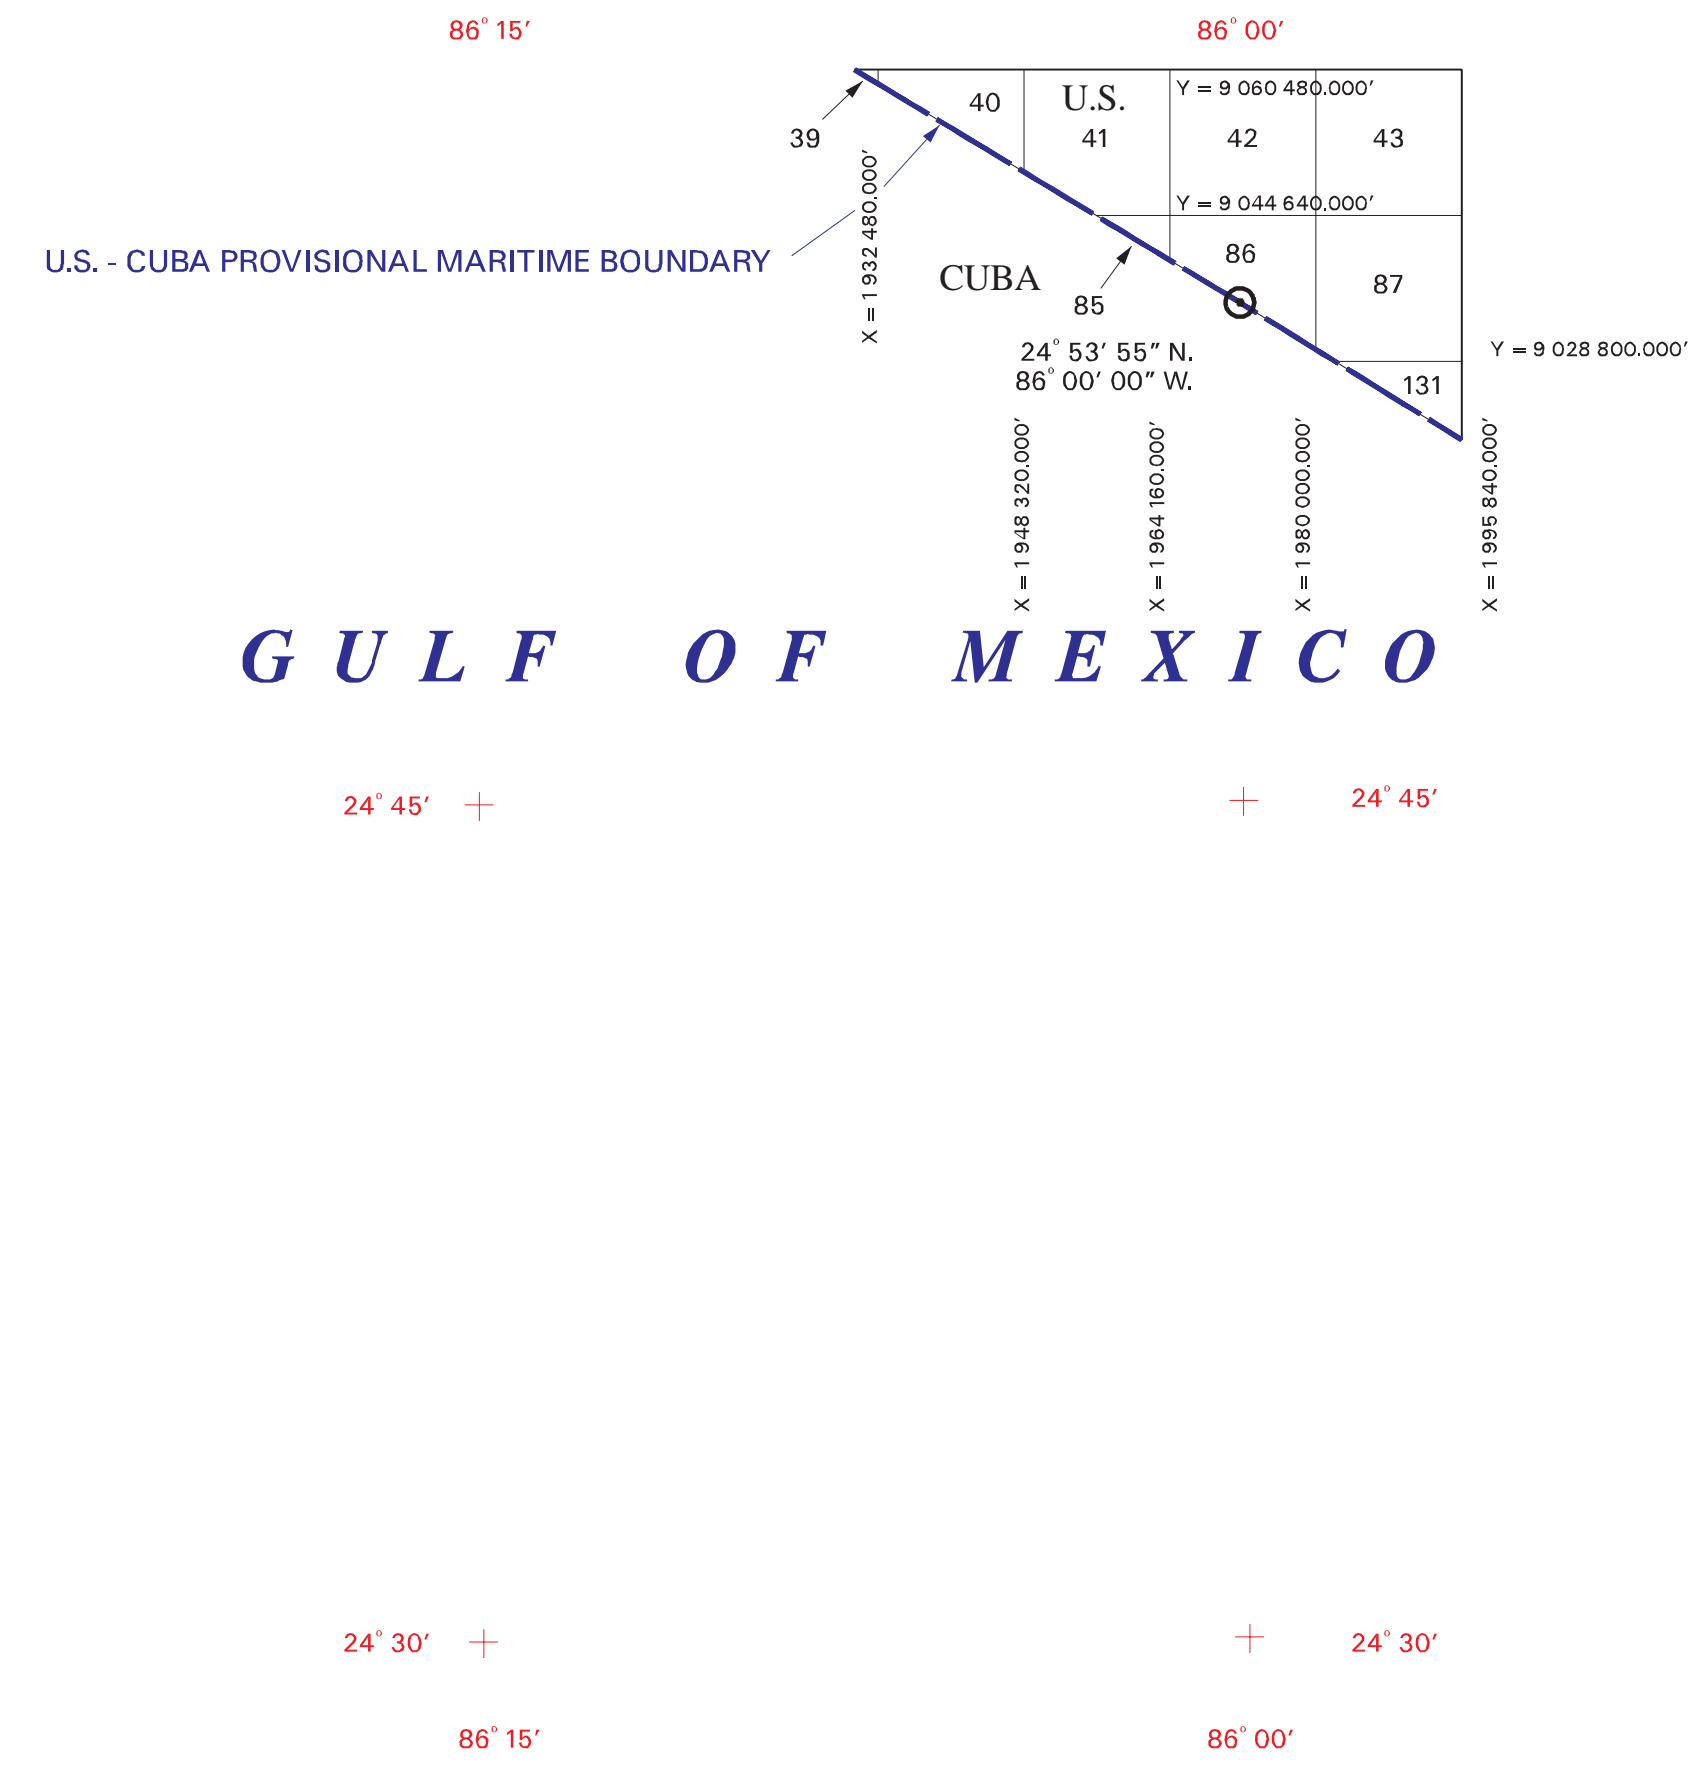 86° 15′
86° 00′
Y = 9 060 480.000′
U.S.
40
39
41
42
43
Y = 9 044 640.000′
X = 1 932 480.000′
U.S. - CUBA PROVISIONAL MARITIME BOUNDARY
86
CUBA
87
85
24° 53′ 55″ N.
86° 00′ 00″ W.
Y = 9 028 800.000′
131
X = 1 948 320.000′
X = 1 964 160.000′
X = 1 980 000.000′
X = 1 995 840.000′
GULF OF MEXICO
24° 45′
24° 45′
24° 30′
24° 30′
86° 15′
86° 00′